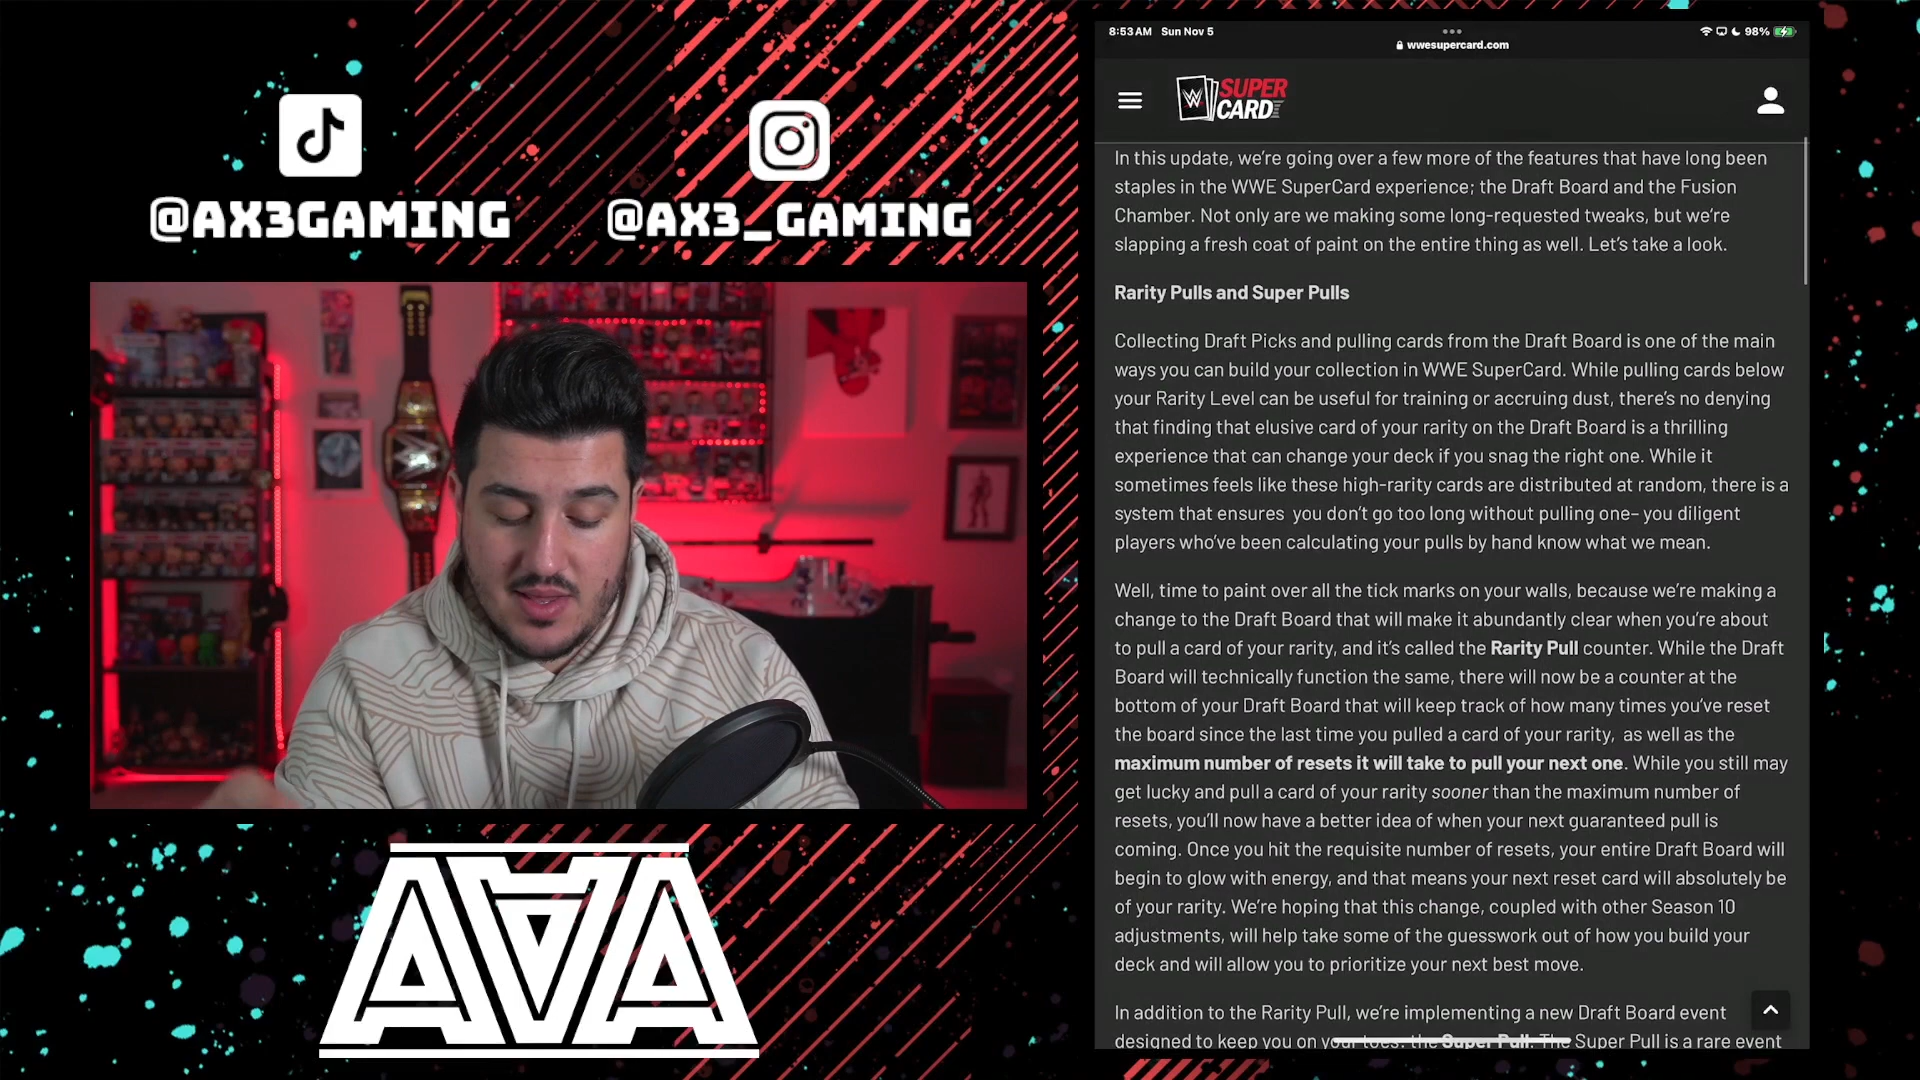 @AX3GAMING
@AX3_GAMING
AAA
8:53 AM Sun Nov 5
98%
wwesupercard.com
W SUPER
CARD
In this update, we’re going over a few more of the features that have long been
staples in the WWE SuperCard experience; the Draft Board and the Fusion
Chamber. Not only are we making some long-requested tweaks, but we’re
slapping a fresh coat of paint on the entire thing as well. Let’s take a look.
Rarity Pulls and Super Pulls
Collecting Draft Picks and pulling cards from the Draft Board is one of the main
ways you can build your collection in WWE SuperCard. While pulling cards below
your Rarity Level can be useful for training or accruing dust, there’s no denying
that finding that elusive card of your rarity on the Draft Board is a thrilling
experience that can change your deck if you snag the right one. While it
sometimes feels like these high-rarity cards are distributed at random, there is a
system that ensures you don’t go too long without pulling one– you diligent
players who’ve been calculating your pulls by hand know what we mean.
Well, time to paint over all the tick marks on your walls, because we’re making a
change to the Draft Board that will make it abundantly clear when you’re about
to pull a card of your rarity, and it’s called the Rarity Pull counter. While the Draft
Board will technically function the same, there will now be a counter at the
bottom of your Draft Board that will keep track of how many times you’ve reset
the board since the last time you pulled a card of your rarity, as well as the
maximum number of resets it will take to pull your next one. While you still may
get lucky and pull a card of your rarity sooner than the maximum number of
resets, you’ll now have a better idea of when your next guaranteed pull is
coming. Once you hit the requisite number of resets, your entire Draft Board will
begin to glow with energy, and that means your next reset card will absolutely be
of your rarity. We’re hoping that this change, coupled with other Season 10
adjustments, will help take some of the guesswork out of how you build your
deck and will allow you to prioritize your next best move.
In addition to the Rarity Pull, we’re implementing a new Draft Board event
designed to keep you on your toes: the Super Pull. The Super Pull is a rare event